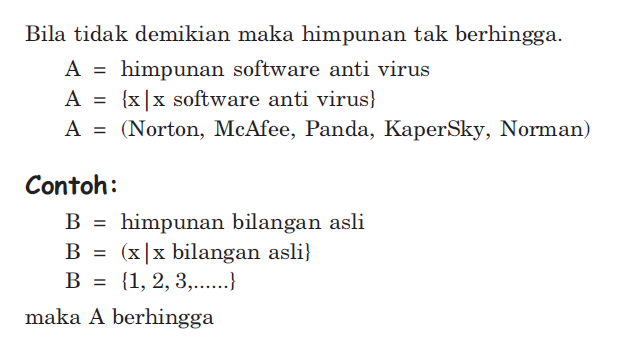 Bila tidak demikian maka himpunan tak berhingga.
A = himpunan software anti virus
A = {x|x software anti virus}
A = (Norton, McAfee, Panda, KaperSky, Norman)
Contoh:
B = himpunan bilangan asli
B = (x|x bilangan asli}
B = {1, 2, 3,......}
maka A berhingga